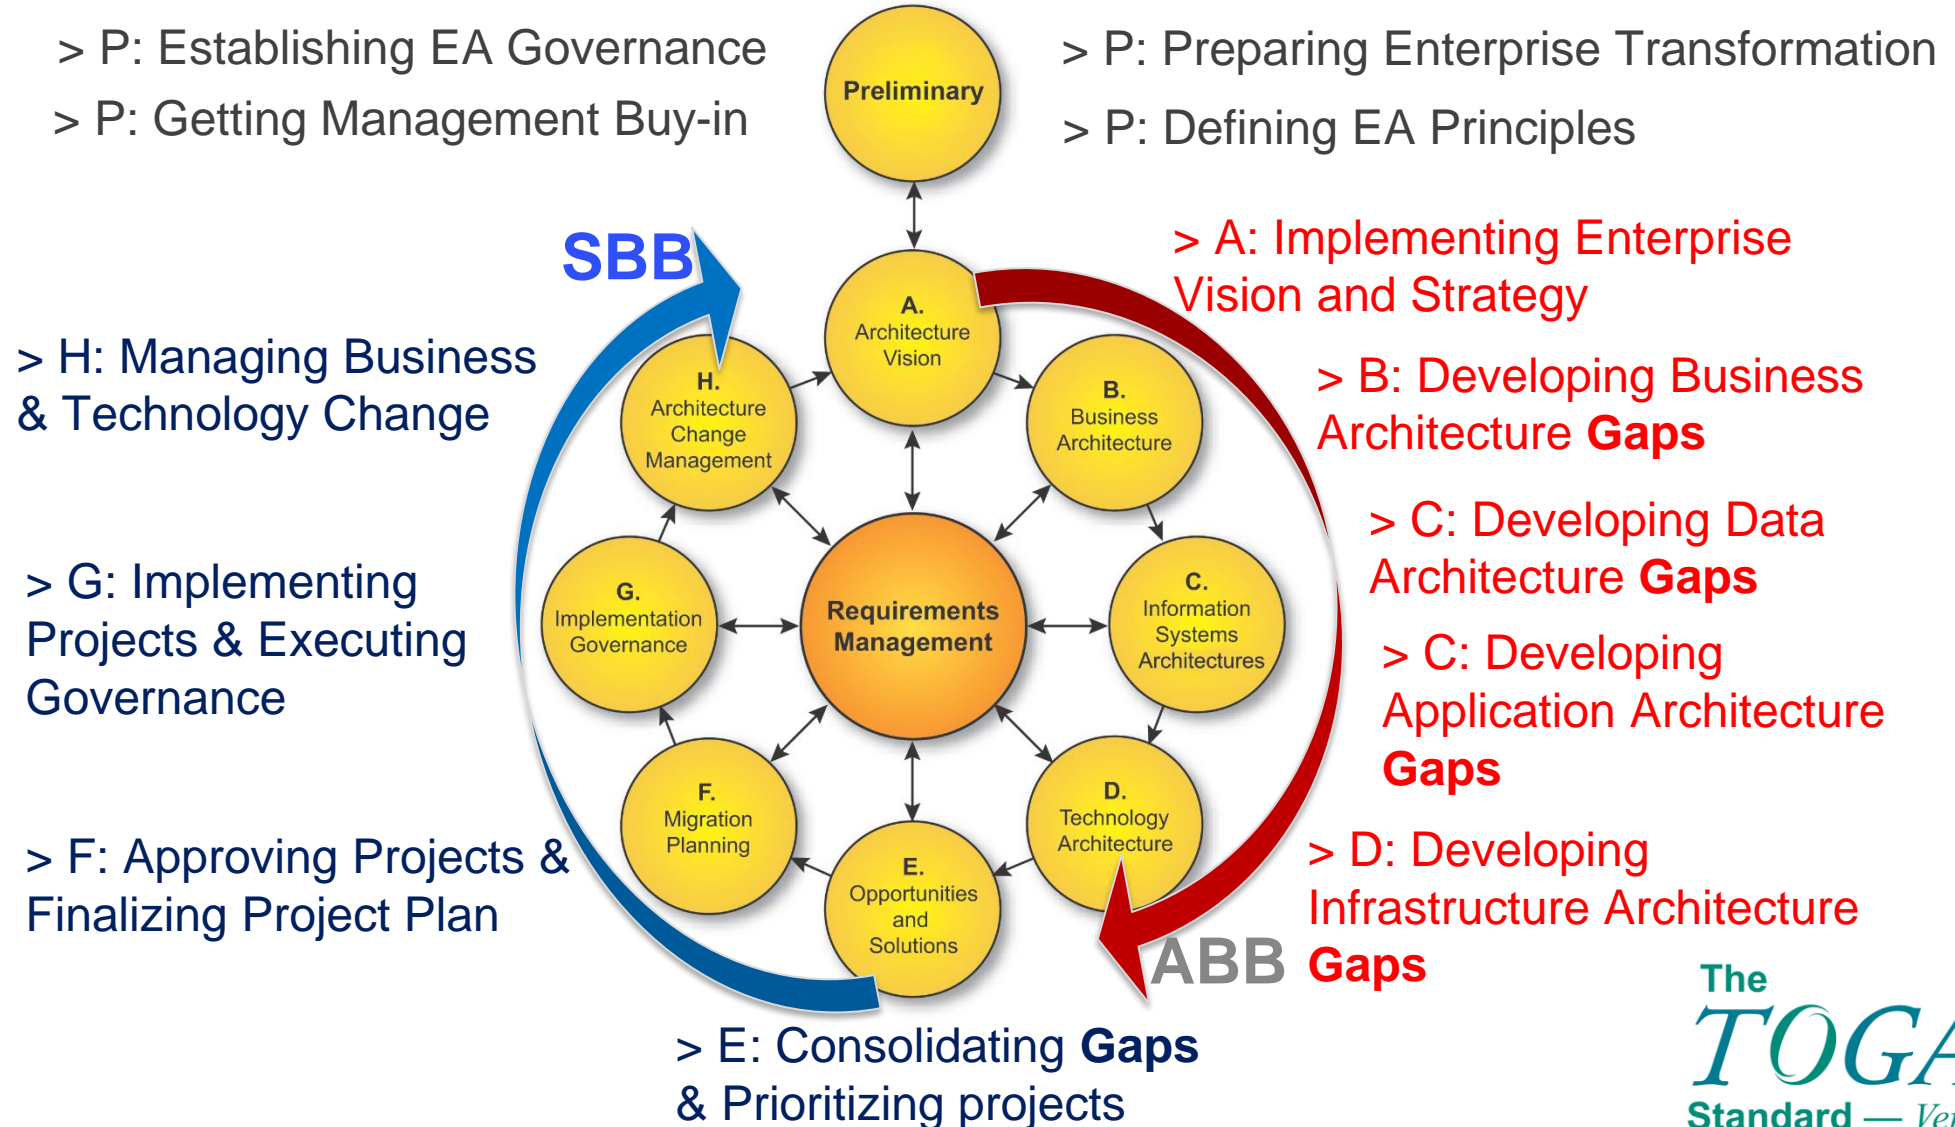 > P: Establishing EA Governance
> P: Getting Management Buy-in
> P: Preparing Enterprise Transformation
> P: Defining EA Principles
Preliminary
SBB
> A: Implementing Enterprise
Vision and Strategy
A.
Architecture
Vision
> H: Managing Business
& Technology Change
H.
Architecture
Change
Management
B.
Business
Architecture
> B: Developing Business
Architecture Gaps
> C: Developing Data
Architecture Gaps
> G: Implementing
Projects & Executing
Governance
G.
Implementation
Governance
Requirements
Management
C.
Information
Systems
Architectures
> C: Developing
Application Architecture
Gaps
> F: Approving Projects &
Finalizing Project Plan
F.
Migration
Planning
E.
Opportunities
and
Solutions
D.
Technology
Architecture
> D: Developing
Infrastructure Architecture
Gaps
ABB
> E: Consolidating Gaps
& Prioritizing projects
The
TOGA
Standard —